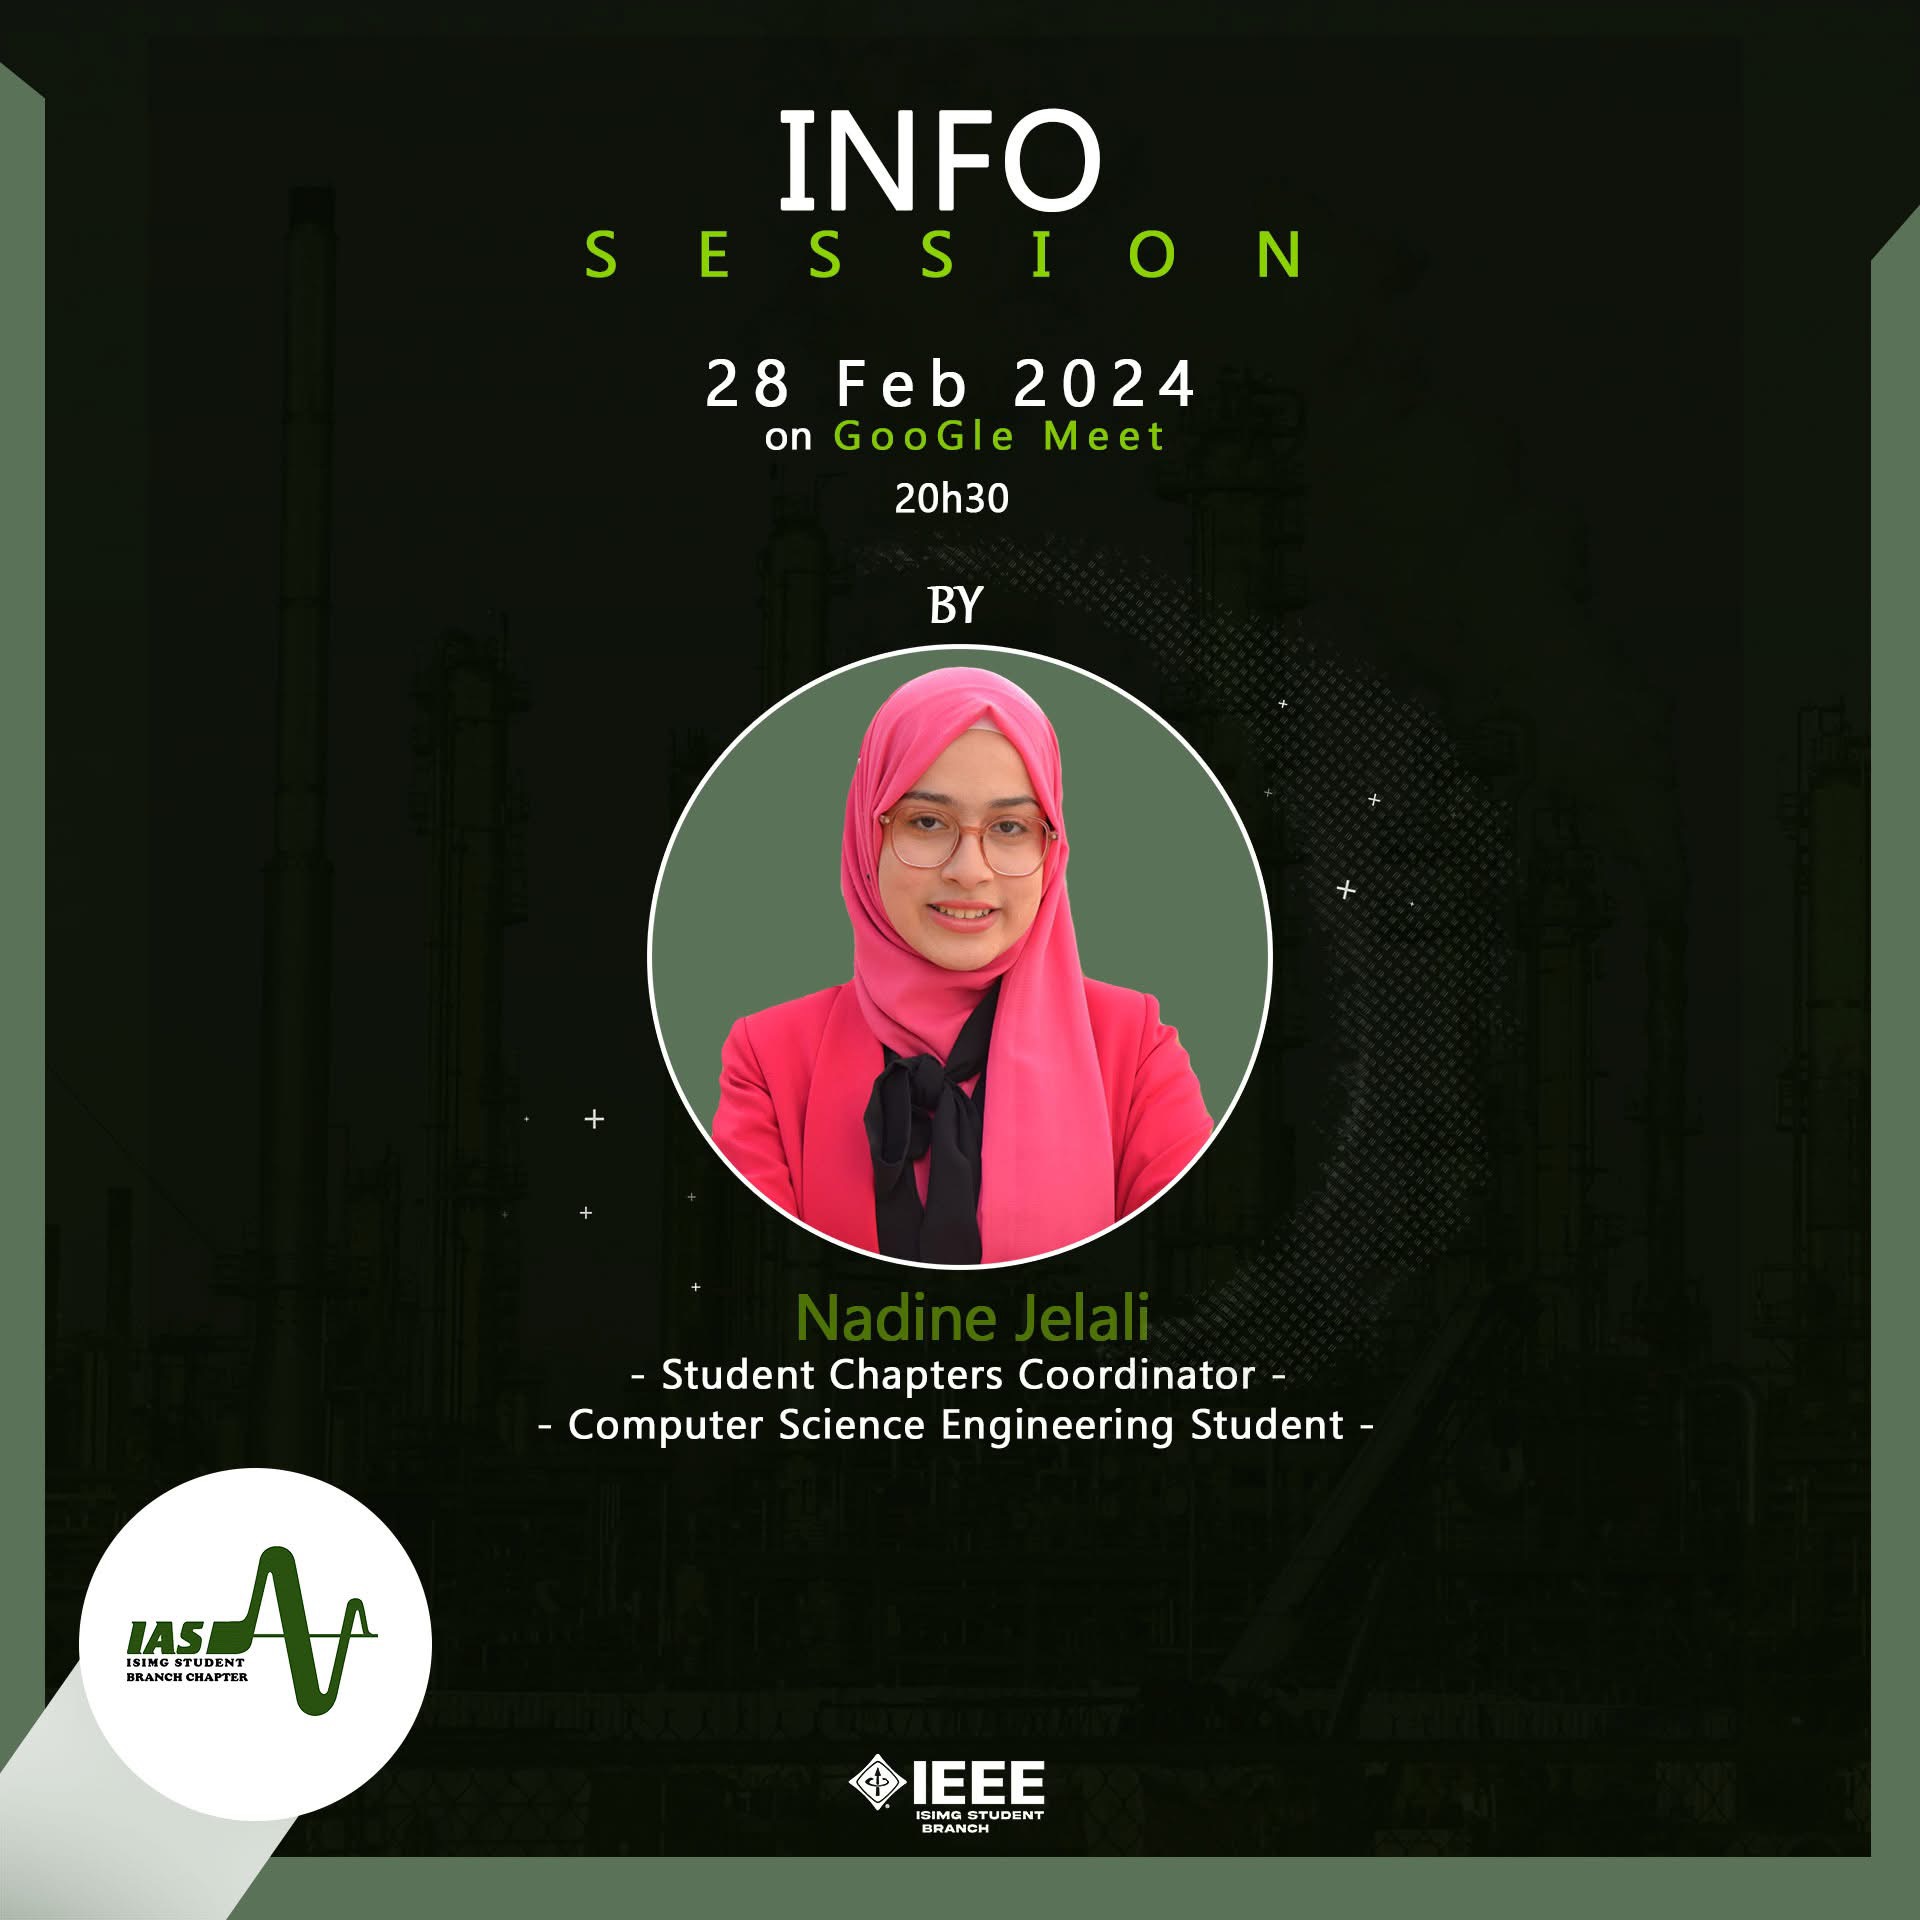 INFO
SESSION
28 Feb 2024
on GooGle Meet
20h30
BY
Nadine Jelali
- Student Chapters Coordinator -
- Computer Science Engineering Student -
IAS
ISIMG STUDENT
BRANCH CHAPTER
IEEE
ISIMG STUDENT
BRANCH